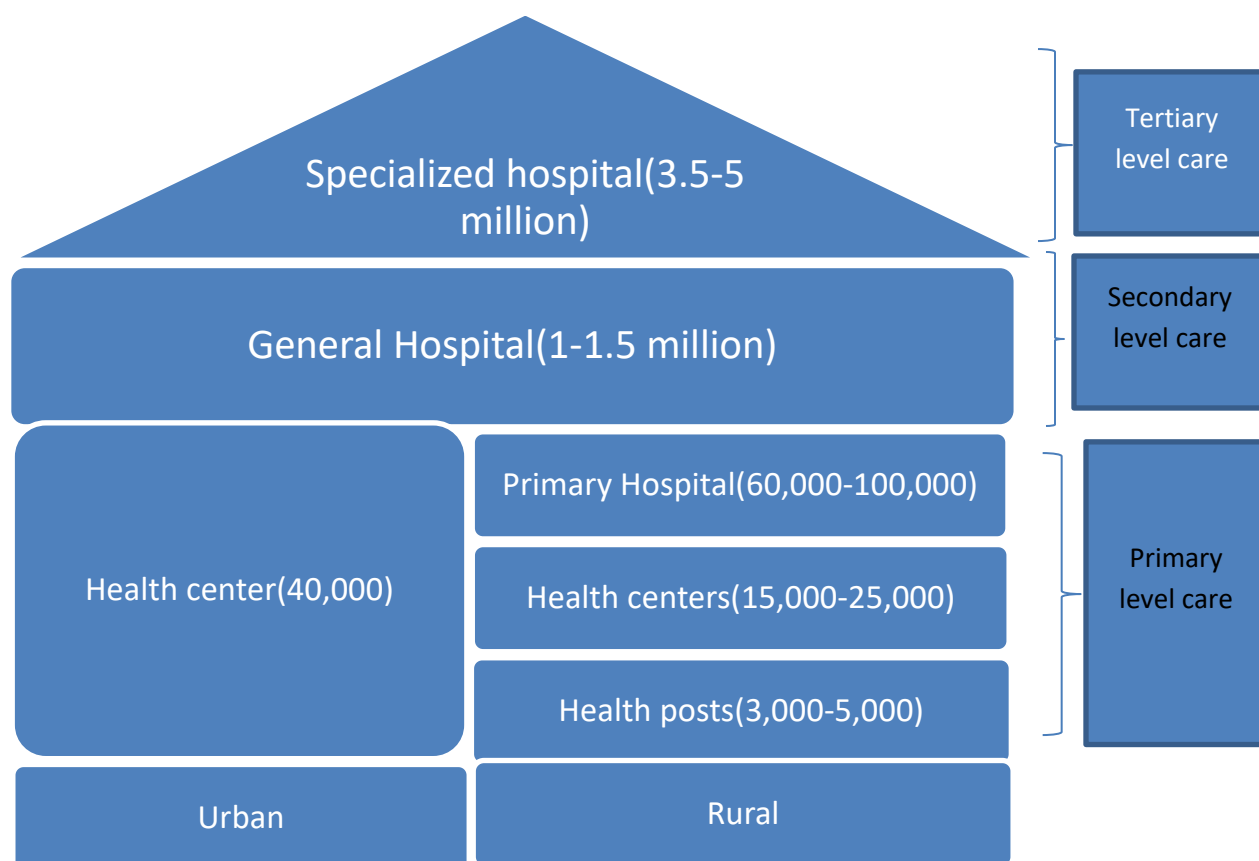 Specialized hospital(3.5-5
million)
Tertiary
level care
General Hospital(1-1.5 million)
Secondary
level care
Health center(40,000)
Primary Hospital(60,000-100,000)
Health centers(15,000-25,000)
Health posts(3,000-5,000)
Primary
level care
Urban
Rural